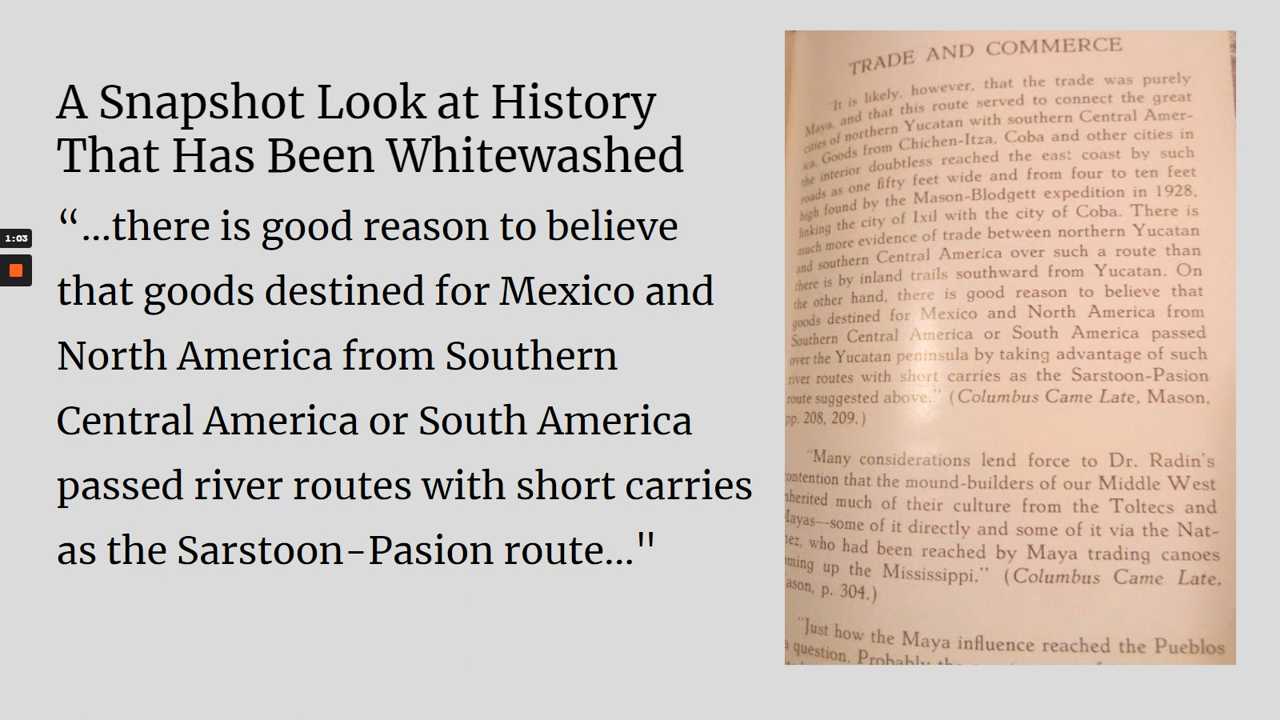 A Snapshot Look at History
That Has Been Whitewashed
“...there is good reason to believe
that goods destined for Mexico and
North America from Southern
Central America or South America
passed river routes with short carries
as the Sarstoon-Pasion route..."
1:03
TRADE AND COMMERCE
"It is likely, however, that the trade was purely
Maya, and that this route served to connect the great
cities of northern Yucatan with southern Central Amer-
ica. Goods from Chichen-Itza, Coba and other cities in
the interior doubtless reached the east coast by such
roads as one fifty feet wide and from four to ten feet
high found by the Mason-Blodgett expedition in 1928,
linking the city of Ixil with the city of Coba. There is
much more evidence of trade between northern Yucatan
and southern Central America over such a route than
there is by inland trails southward from Yucatan. On
the other hand, there is good reason to believe that
goods destined for Mexico and North America from
Southern Central America or South America passed
over the Yucatan peninsula by taking advantage of such
river routes with short carries as the Sarstoon-Pasion
route suggested above." (Columbus Came Late, Mason,
pp. 208, 209.)
"Many considerations lend force to Dr. Radin's
ontention that the mound-builders of our Middle West
nherited much of their culture from the Toltecs and
Mayas—some of it directly and some of it via the Nat-
hez, who had been reached by Maya trading canoes
oming up the Mississippi." (Columbus Came Late,
ason, p. 304.)
"Just how the Maya influence reached the Pueblos
a question. Probably the